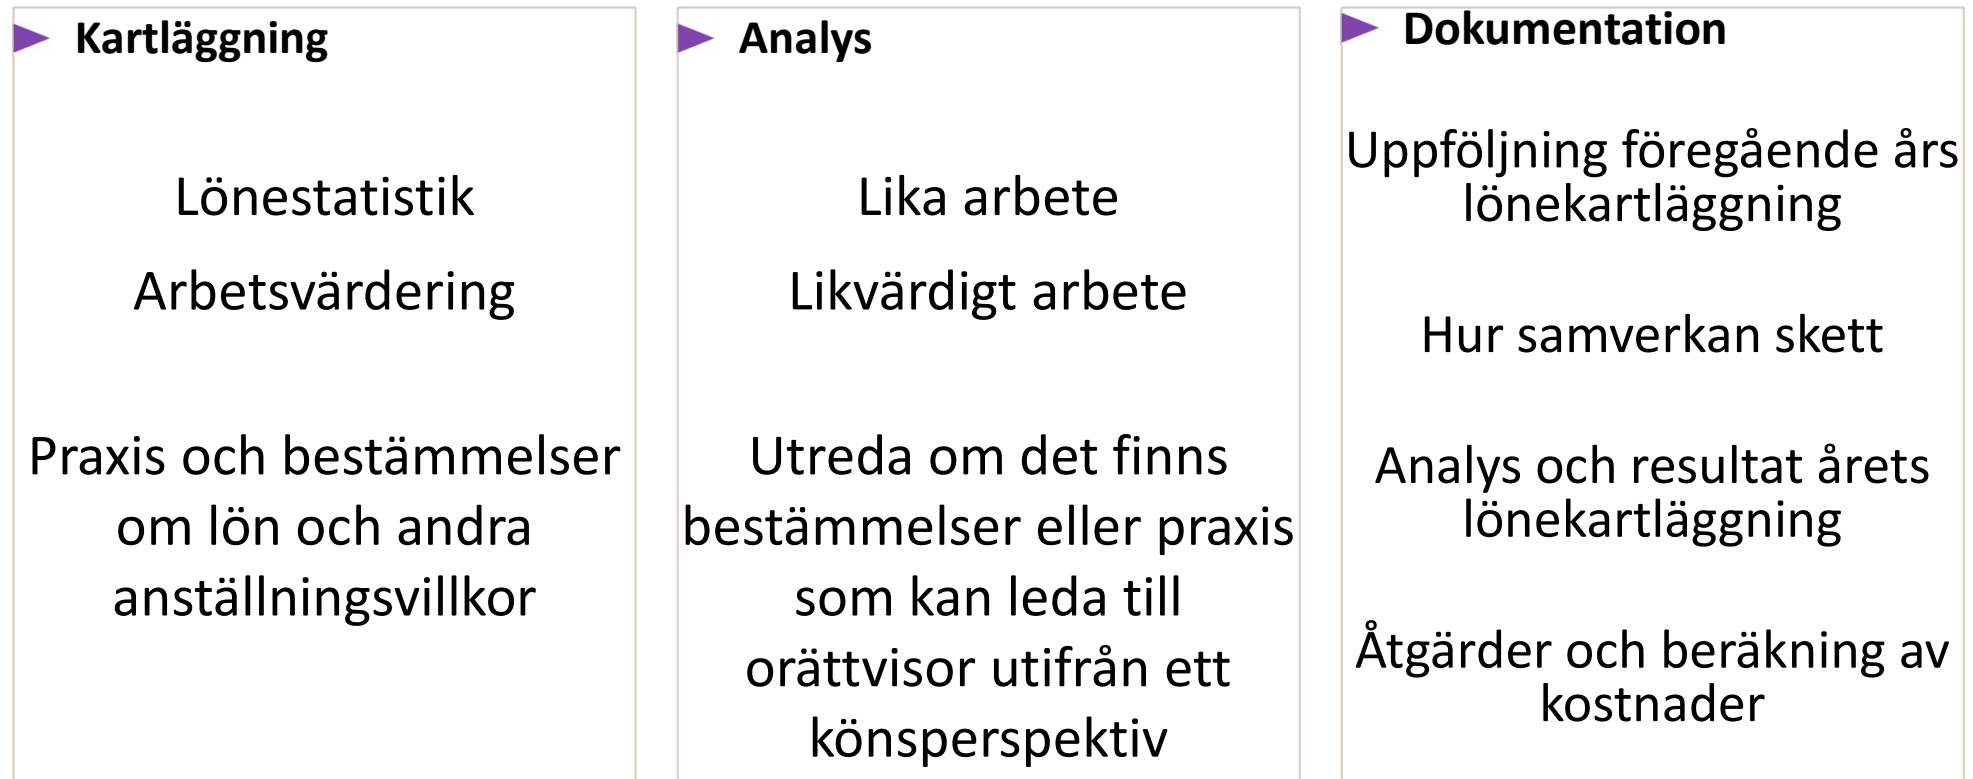 Kartläggning
Lönestatistik
Arbetsvärdering
Praxis och bestämmelser
om lön och andra
anställningsvillkor
Analys
Lika arbete
Likvärdigt arbete
Utreda om det finns
bestämmelser eller praxis
som kan leda till
orättvisor utifrån ett
könsperspektiv
Dokumentation
Uppföljning föregående års
lönekartläggning
Hur samverkan skett
Analys och resultat årets
lönekartläggning
Åtgärder och beräkning av
kostnader